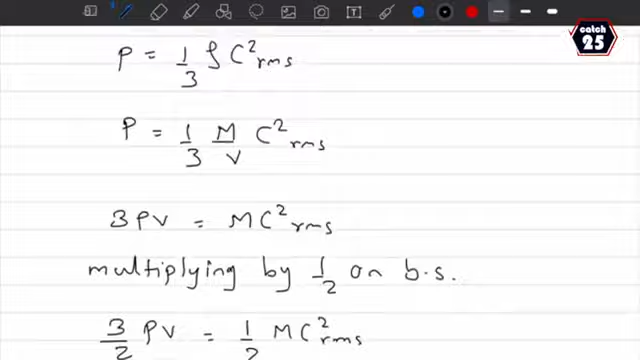 catch
25
P = 1/3 ρ C²rms
P = 1/3 M/V C²rms
3PV = MC²rms
multiplying by 1/2 on b.s.
3/2 PV = 1/2 MC²rms